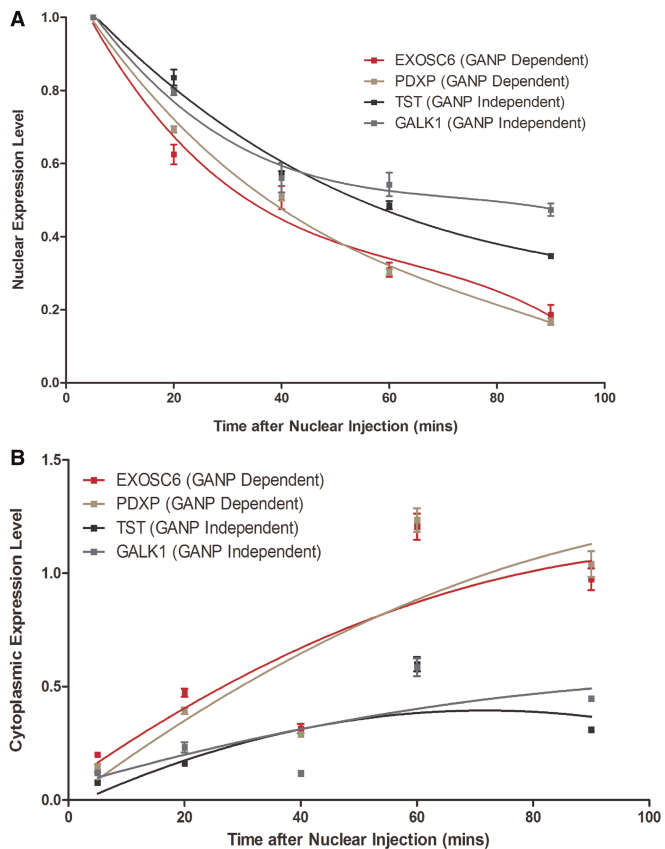 A
1.0
0.8
0.6
0.4
0.2
0.0
Nuclear Expression Level
EXOSC6 (GANP Dependent)
PDXP (GANP Dependent)
TST (GANP Independent)
GALK1 (GANP Independent)
0 20 40 60 80 100
Time after Nuclear Injection (mins)
B
1.5
1.0
0.5
0.0
Cytoplasmic Expression Level
EXOSC6 (GANP Dependent)
PDXP (GANP Dependent)
TST (GANP Independent)
GALK1 (GANP Independent)
0 20 40 60 80 100
Time after Nuclear Injection (mins)